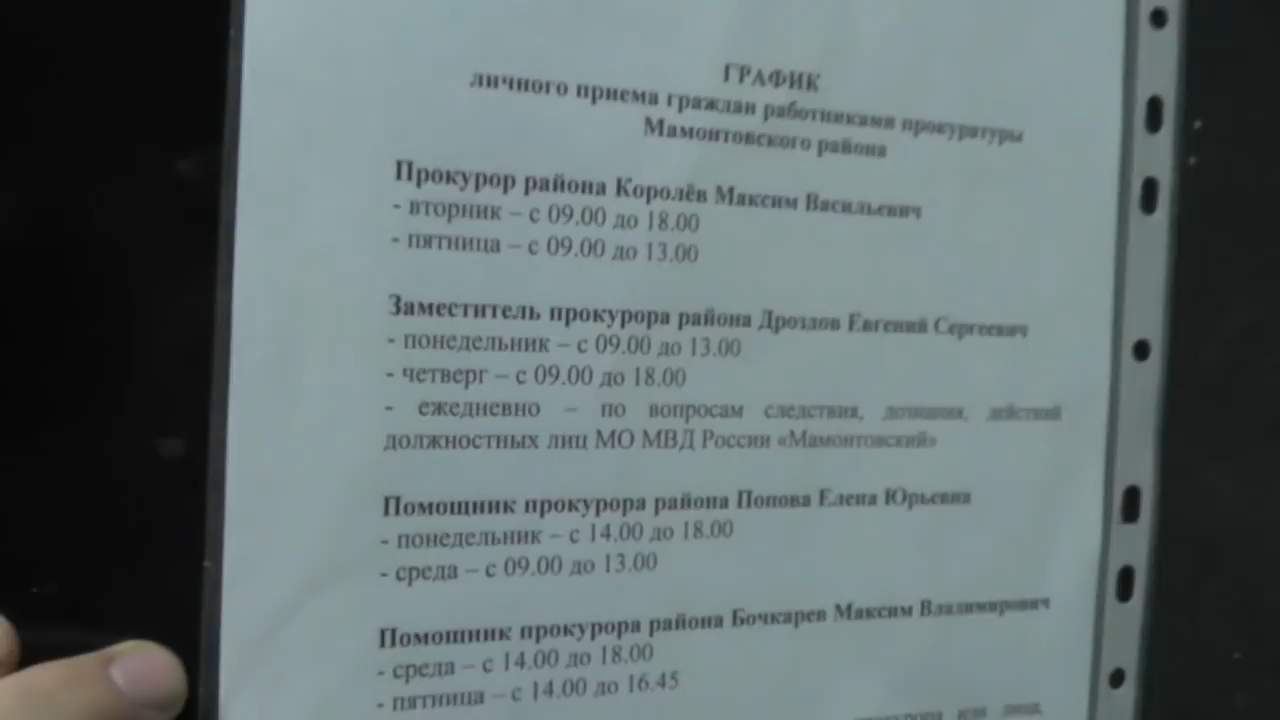 ГРАФИК
личного приема граждан работниками прокуратуры
Мамонтовского района
Прокурор района Королёв Максим Васильевич
- вторник – с 09.00 до 18.00
- пятница – с 09.00 до 13.00
Заместитель прокурора района Дроздов Евгений Сергеевич
- понедельник – с 09.00 до 13.00
- четверг – с 09.00 до 18.00
- ежедневно – по вопросам следствия, дознания, действий
должностных лиц МО МВД России «Мамонтовский»
Помощник прокурора района Попова Елена Юрьевна
- понедельник – с 14.00 до 18.00
- среда – с 09.00 до 13.00
Помощник прокурора района Бочкарев Максим Владимирович
- среда – с 14.00 до 18.00
- пятница – с 14.00 до 16.45
прокурора или лица,